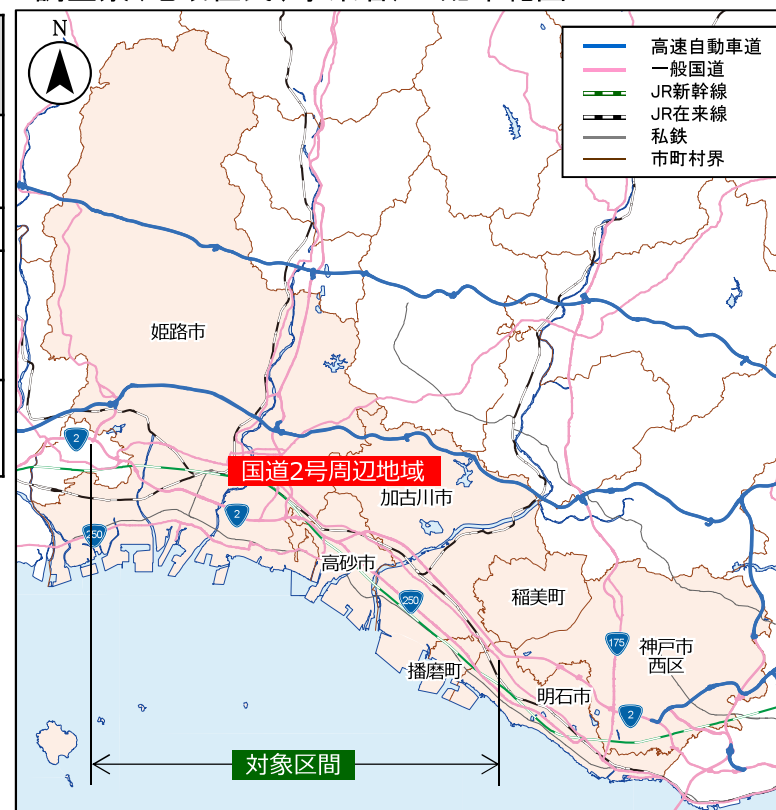 N
高速自動車道
一般国道
JR新幹線
JR在来線
私鉄
市町村界
姫路市
2
国道2号周辺地域
加古川市
2
250
高砂市
稲美町
250
175
神戸市
西区
播磨町
明石市
2
対象区間